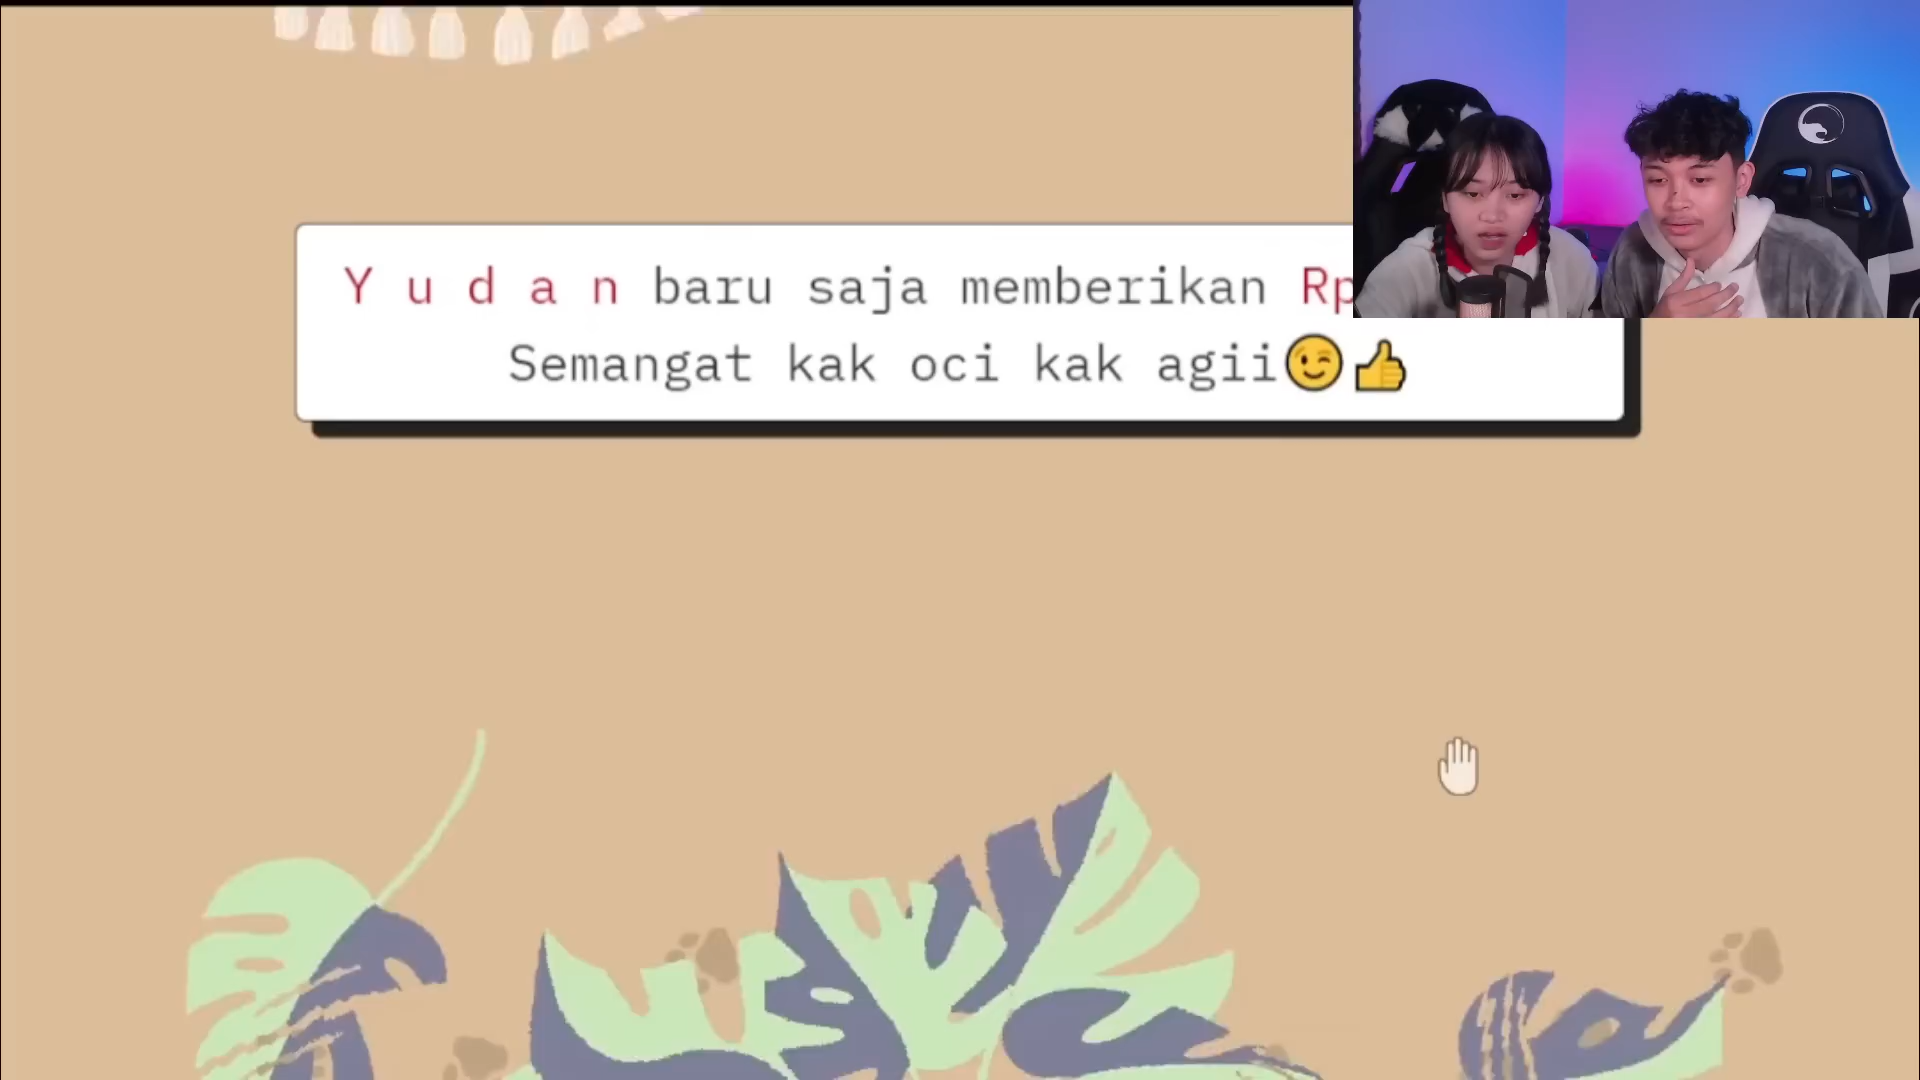 Y u d a n baru saja memberikan Rp
Semangat kak oci kak agii😉👍